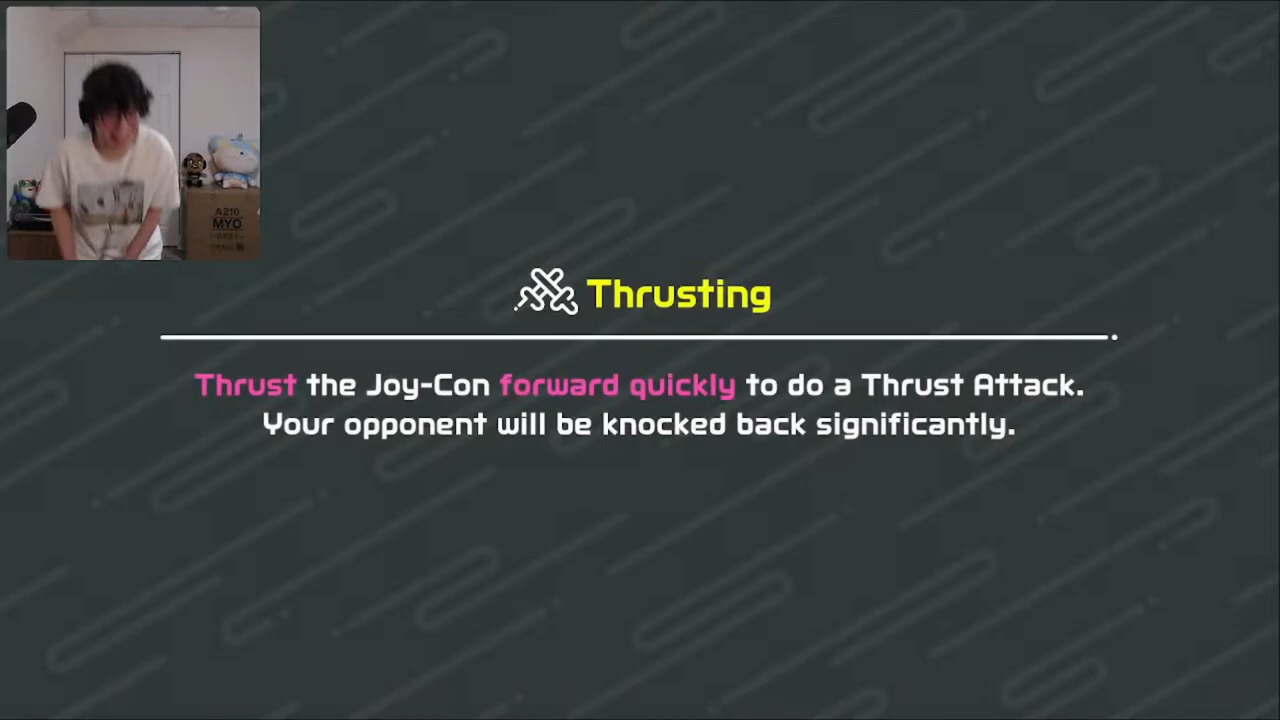 A210
MYO
Thrusting
Thrust the Joy-Con forward quickly to do a Thrust Attack.
Your opponent will be knocked back significantly.